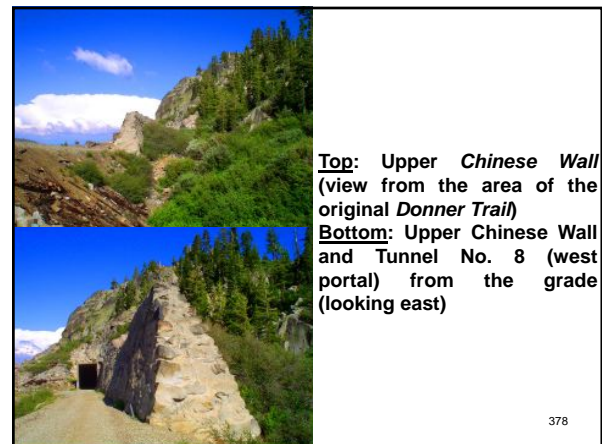 Top: Upper Chinese Wall
(view from the area of the
original Donner Trail)
Bottom: Upper Chinese Wall
and Tunnel No. 8 (west
portal) from the grade
(looking east)
378